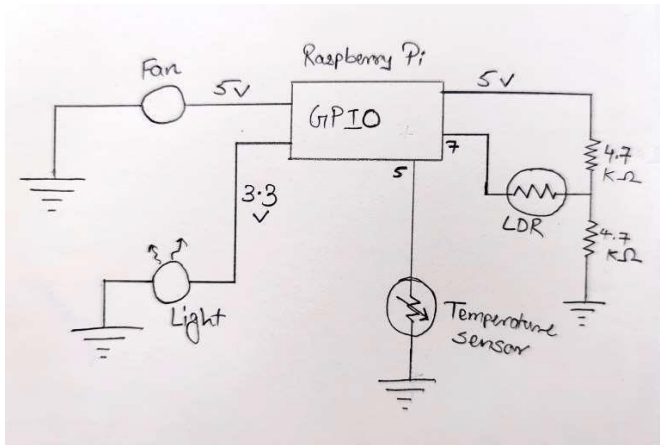 Raspberry Pi
Fan
5V
5V
GPIO
7
5
4.7
KΩ
3.3
V
LDR
4.7
KΩ
Light
Temperature
sensor